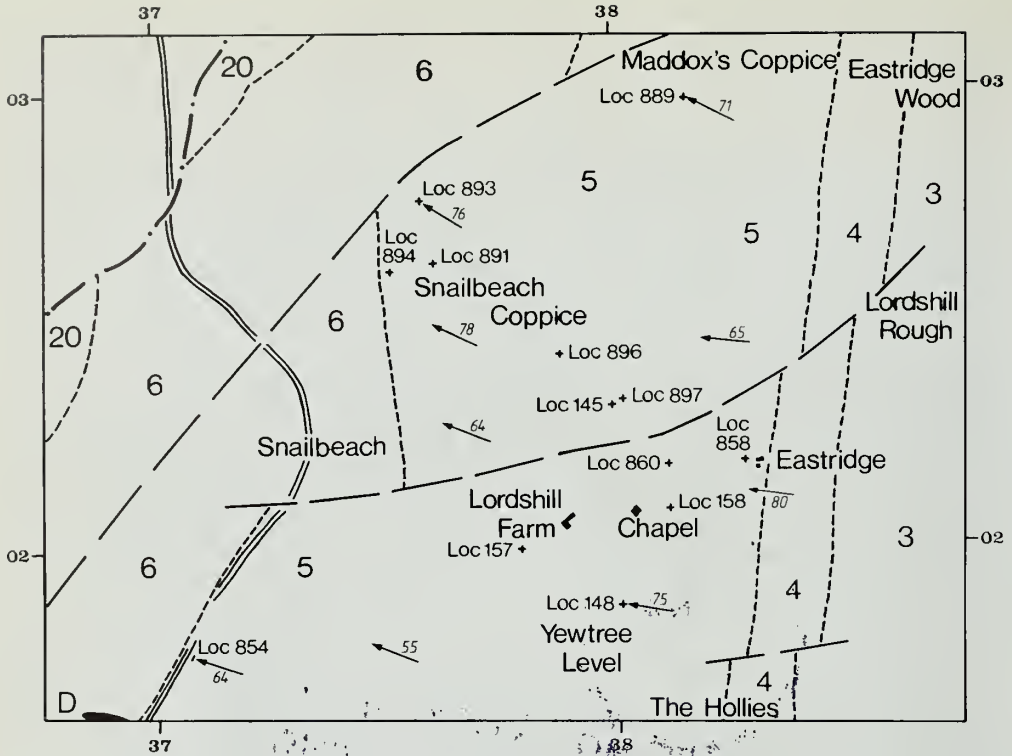 37
38
20
6
Maddox's Coppice
Eastridge
Wood
03
03
Loc 889
71
5
3
Loc 893
76
Loc
894
Loc 891
5
4
Snailbeach
Coppice
Lordshill
Rough
6
20
78
65
6
Loc 896
Loc 145
Loc 897
64
Snailbeach
Loc
858
Loc 860
Eastridge
80
Lordshill
Farm
Loc 158
Chapel
Loc 157
02
02
3
6
5
4
Loc 148
75
Yewtree
Level
Loc 854
64
55
4
D
The Hollies
37
38